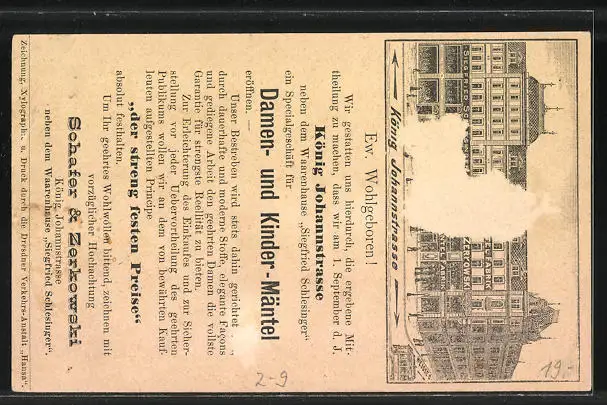 König Johannstrasse
Ew. Wohlgeboren!
Wir gestatten uns hierdurch, die ergebene Mit-
theilung zu machen, dass wir am 1. September d. J.
König Johannstrasse
neben dem Waarenhause „Siegfried Schlesinger“
ein Specialgeschäft für
Damen- und Kinder-Mäntel
eröffnen. —
Unser Bestreben wird stets dahin gerichtet
durch dauerhafte und moderne Stoffe, elegante Façons
und gediegene Arbeit den geehrten Damen die vollste
Garantie für strengste Reellität zu bieten.
Zur Erleichterung des Einkaufes und zur Sicher-
stellung vor jeder Uebervortheilung des geehrten
Publikums wollen wir an dem von bewährten Kauf-
leuten aufgestellten Principe
„der streng festen Preise“
absolut festhalten.
Um Ihr geehrtes Wohlwollen bittend, zeichnen mit
vorzüglicher Hochachtung
Schäfer & Zerkowski
König Johannstrasse
neben dem Waarenhause „Siegfried Schlesinger“.
Zeichnung, Xylograph. u. Druck durch die Dresdner Verkehrs-Anstalt „Hansa“.
2-9
19.-